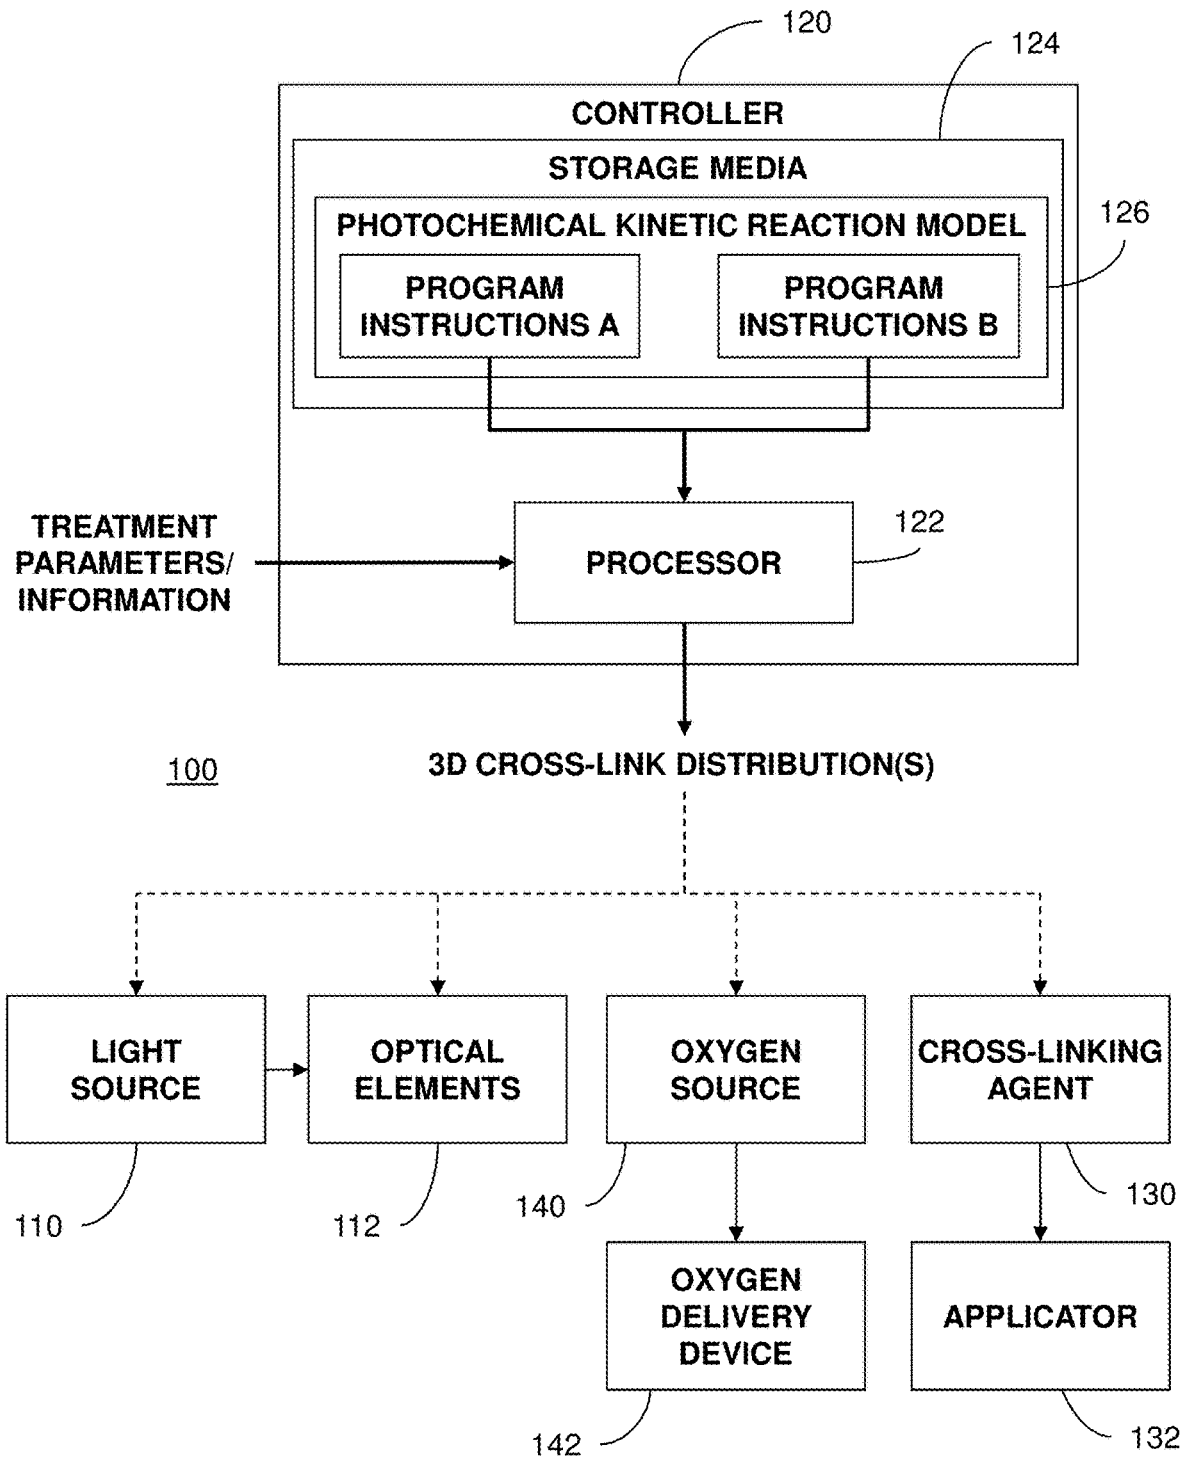 120
124
CONTROLLER
STORAGE MEDIA
126
PHOTOCHEMICAL KINETIC REACTION MODEL
PROGRAM
INSTRUCTIONS A
PROGRAM
INSTRUCTIONS B
TREATMENT
PARAMETERS/
INFORMATION
122
PROCESSOR
100
3D CROSS-LINK DISTRIBUTION(S)
LIGHT
SOURCE
OPTICAL
ELEMENTS
OXYGEN
SOURCE
CROSS-LINKING
AGENT
110
112
140
130
OXYGEN
DELIVERY
DEVICE
APPLICATOR
142
132